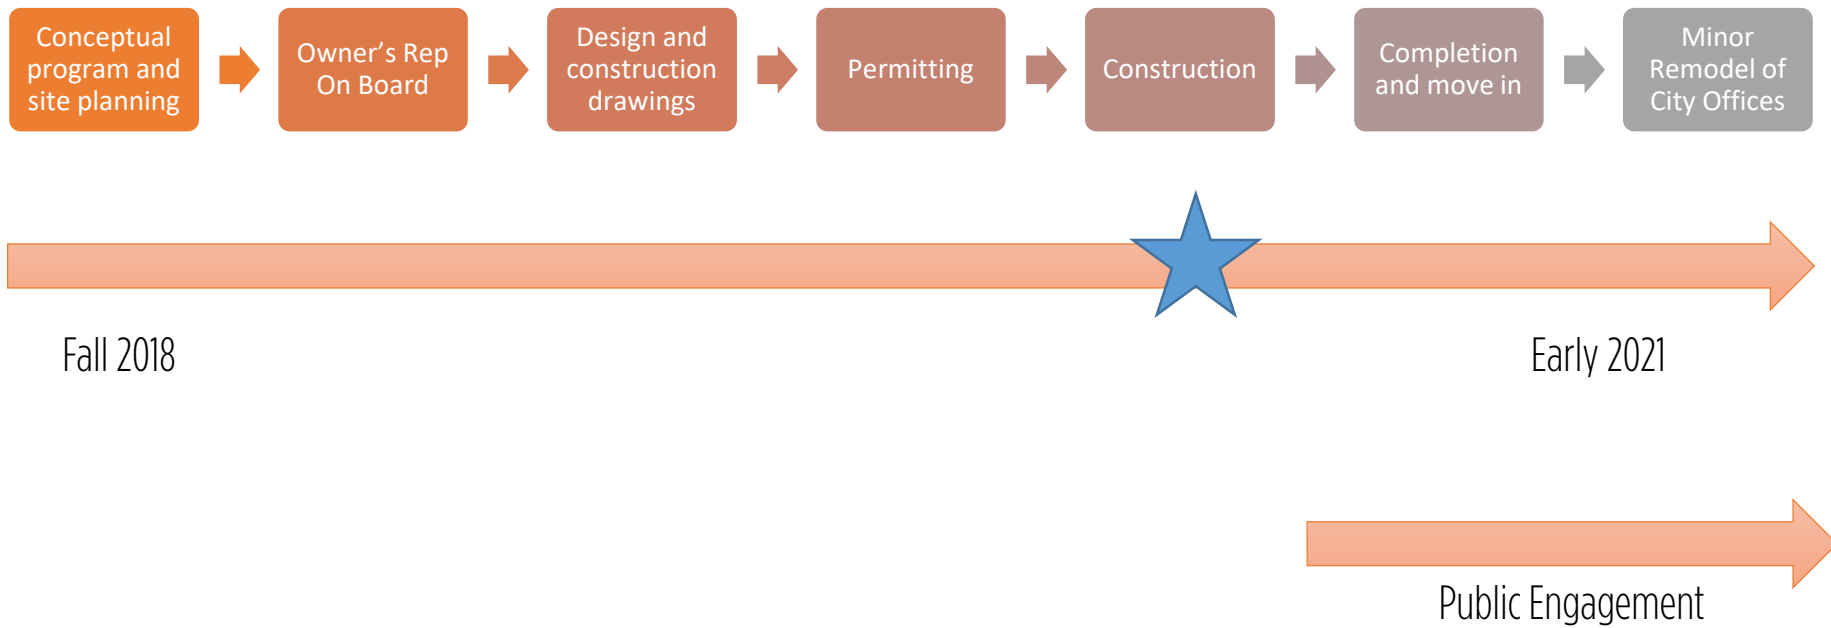 Conceptual
program and
site planning
Owner’s Rep
On Board
Design and
construction
drawings
Permitting
Construction
Completion
and move in
Minor
Remodel of
City Offices
Fall 2018
Early 2021
Public Engagement